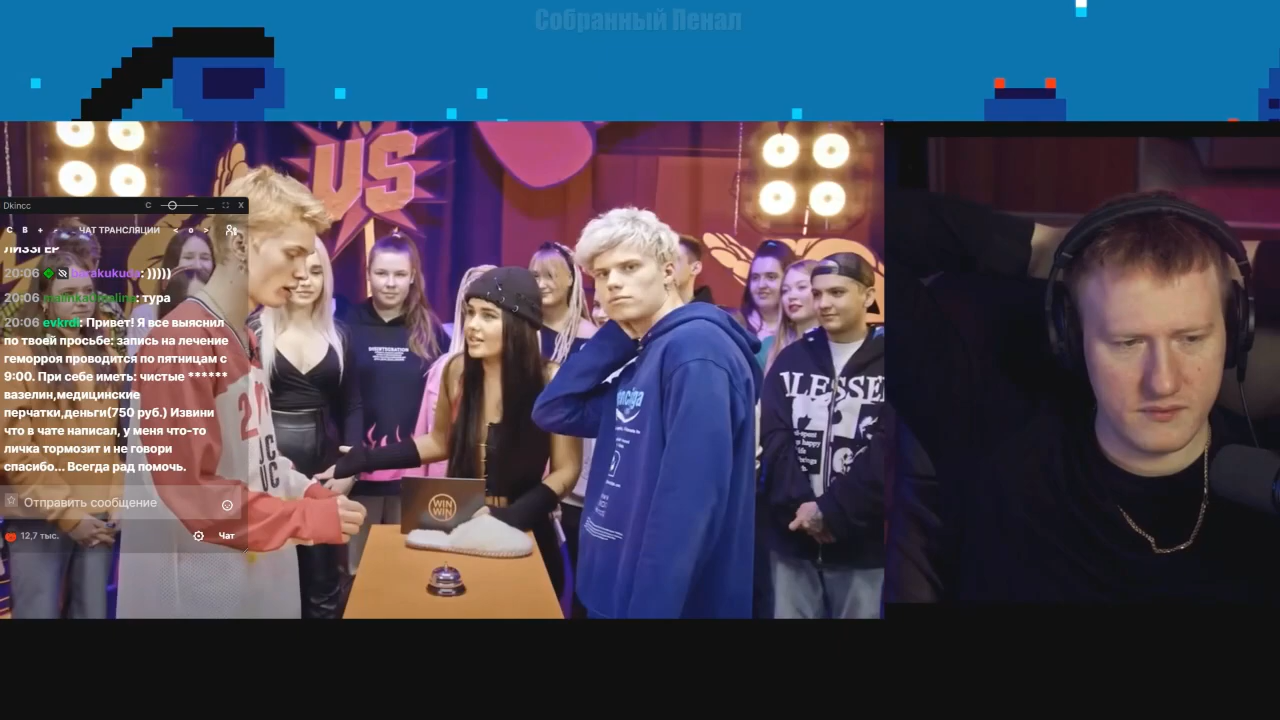 Собранный Пенал
VS
Dkincc
С В + -
ЧАТ ТРАНСЛЯЦИИ
< о >
20:06 barakukuda: )))))
20:06 : тура
20:06 evkrdi: Привет! Я все выяснил
по твоей просьбе: запись на лечение
геморроя проводится по пятницам с
9:00. При себе иметь: чистые ******
вазелин,медицинские
перчатки,деньги(750 руб.) Извини
что в чате написал, у меня что-то
личка тормозит и не говори
спасибо... Всегда рад помочь.
Отправить сообщение
12,7 тыс.
Чат
WIN
WIN